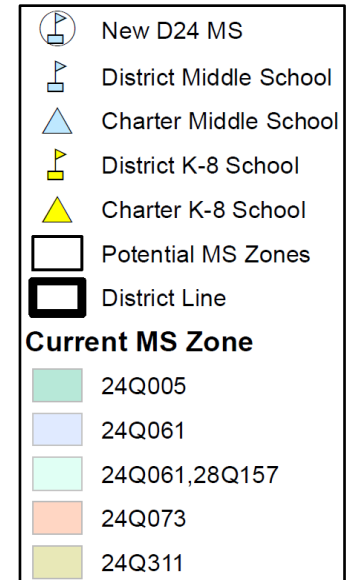 New D24 MS
District Middle School
Charter Middle School
District K-8 School
Charter K-8 School
Potential MS Zones
District Line
Current MS Zone
24Q005
24Q061
24Q061,28Q157
24Q073
24Q311